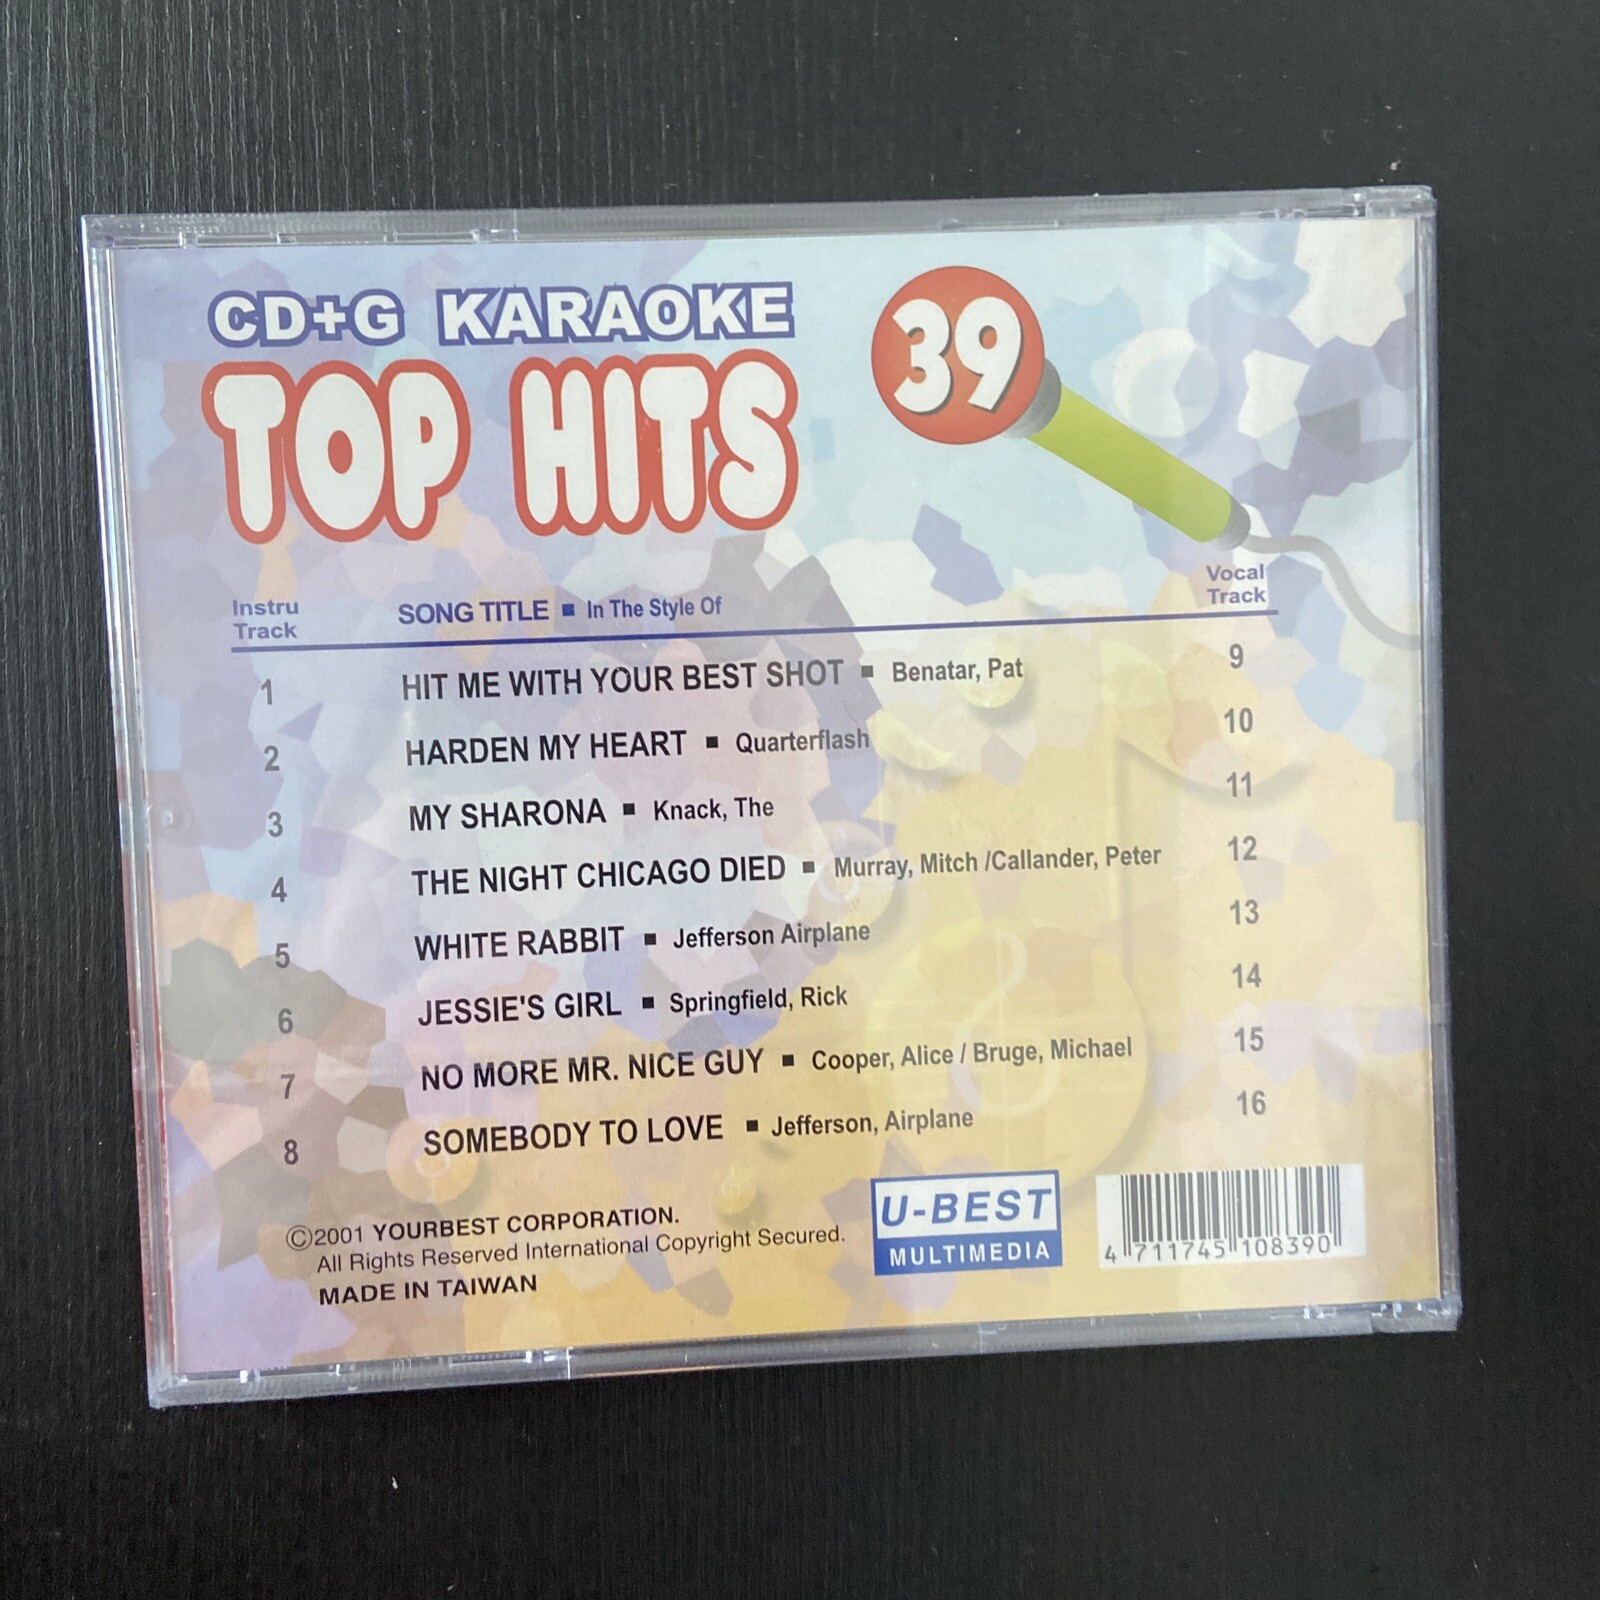 CD+G KARAOKE
TOP HITS
39
Instru Track
SONG TITLE ■ In The Style Of
Vocal Track
1 HIT ME WITH YOUR BEST SHOT ■ Benatar, Pat 9
2 HARDEN MY HEART ■ Quarterflash 10
3 MY SHARONA ■ Knack, The 11
4 THE NIGHT CHICAGO DIED ■ Murray, Mitch /Callander, Peter 12
5 WHITE RABBIT ■ Jefferson Airplane 13
6 JESSIE'S GIRL ■ Springfield, Rick 14
7 NO MORE MR. NICE GUY ■ Cooper, Alice / Bruge, Michael 15
8 SOMEBODY TO LOVE ■ Jefferson, Airplane 16
©2001 YOURBEST CORPORATION.
All Rights Reserved International Copyright Secured.
MADE IN TAIWAN
U-BEST
MULTIMEDIA
4 711745 108390